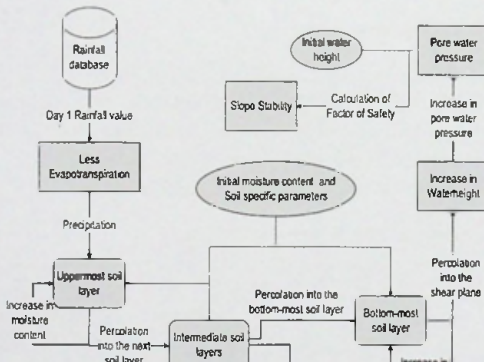 Rainfall
database
Initial water
height
Pore water
pressure
Day 1 Rainfall value
Slopo Stability
Calculation of
Factor of Safety
Increase in
pore water
pressure
Less
Evapotranspiration
Initial moisture content and
Soil specific parameters
Increase in
Waterheight
Precipitation
Uppermost soil
layer
Percolation
into the
shear plane
Increase in
moisture
content
Percolation
into the next
soil layer
Intermediate soil
layers
Percolation into the
bottom-most soil layer
Bottom-most
soil layer
Increase in